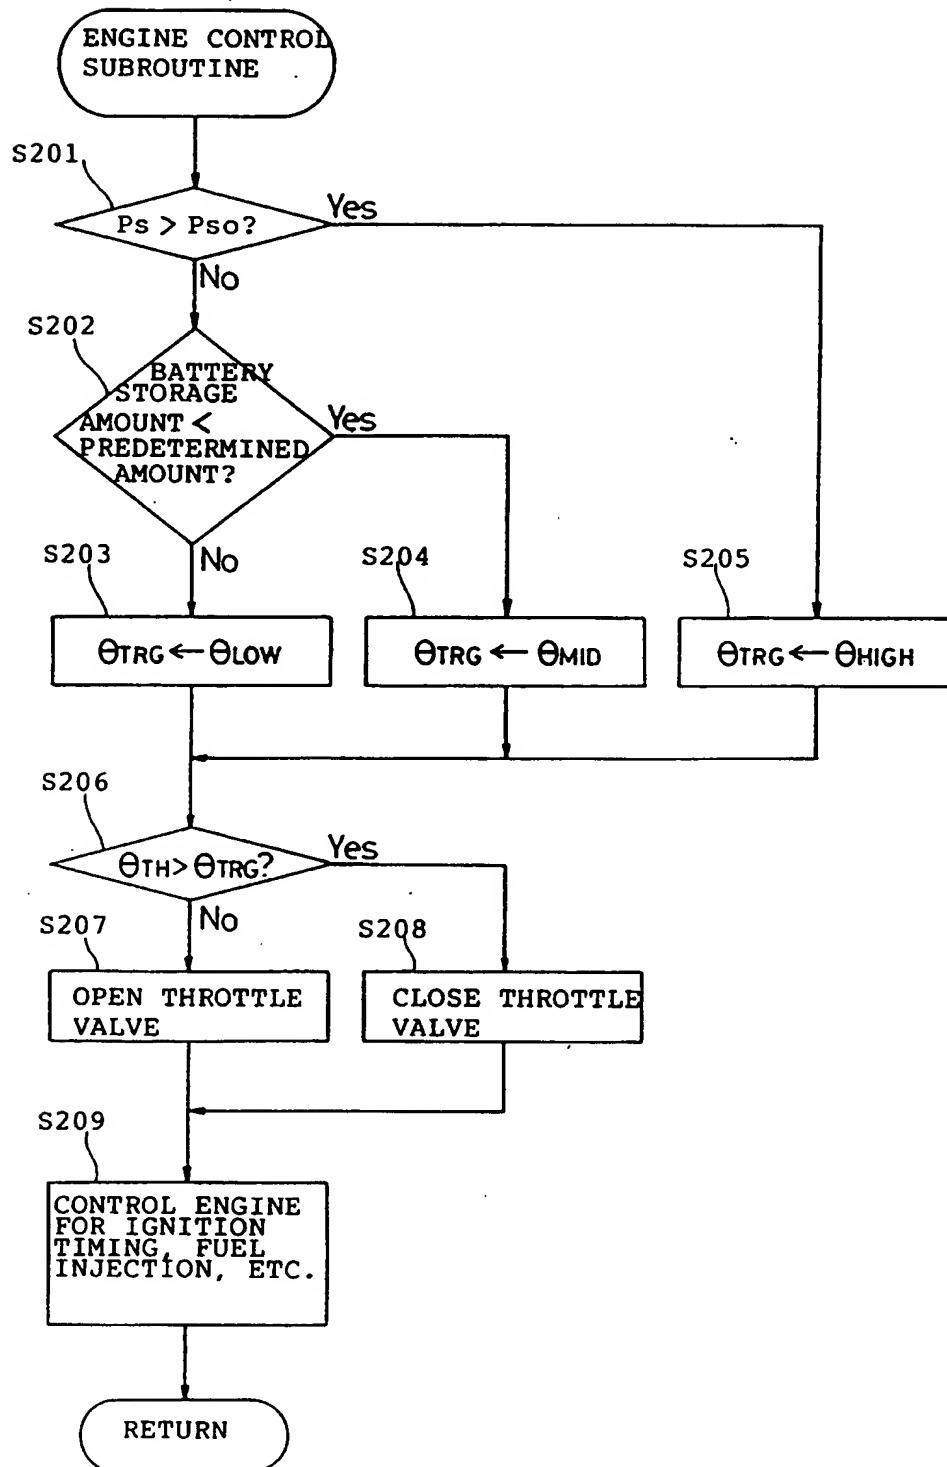 ENGINE CONTROL
SUBROUTINE
S201
Ps > Pso?
Yes
No
S202
BATTERY
STORAGE
AMOUNT <
PREDETERMINED
AMOUNT?
Yes
No
S203
S204
S205
θTRG ← θLOW
θTRG ← θMID
θTRG ← θHIGH
S206
θTH > θTRG?
Yes
No
S207
S208
OPEN THROTTLE
VALVE
CLOSE THROTTLE
VALVE
S209
CONTROL ENGINE
FOR IGNITION
TIMING, FUEL
INJECTION, ETC.
RETURN